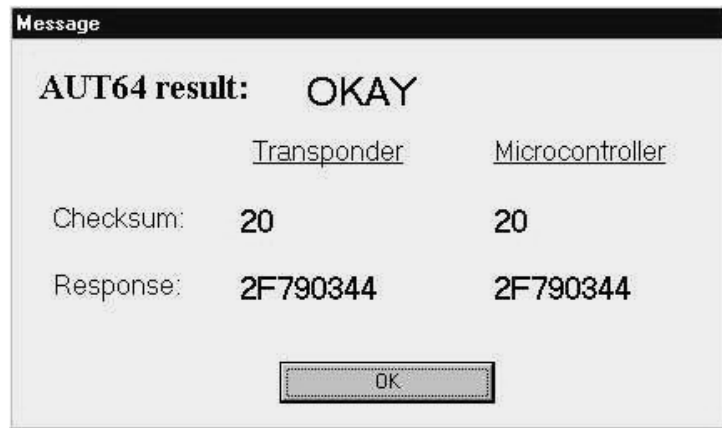 Message
AUT64 result: OKAY
Transponder Microcontroller
Checksum: 20 20
Response: 2F790344 2F790344
OK